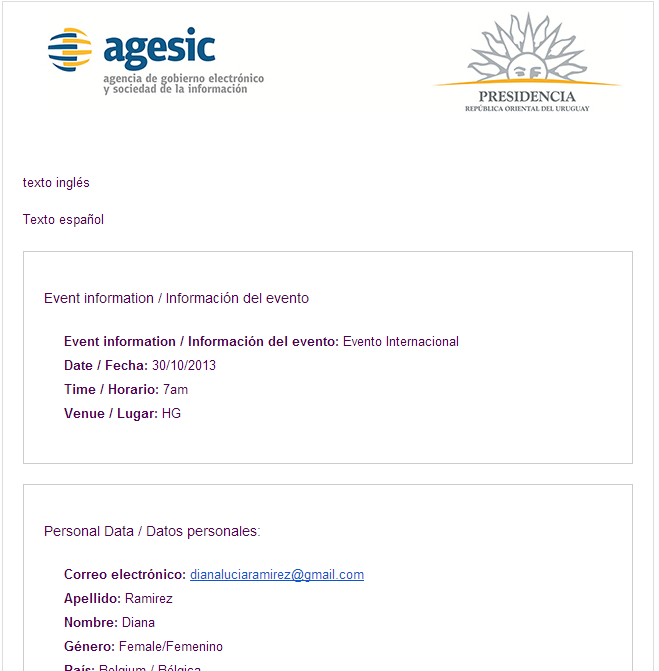 agesic
agencia de gobierno electrónico
y sociedad de la información
PRESIDENCIA
REPÚBLICA ORIENTAL DEL URUGUAY
texto inglés
Texto español
Event information / Información del evento
Event information / Información del evento: Evento Internacional
Date / Fecha: 30/10/2013
Time / Horario: 7am
Venue / Lugar: HG
Personal Data / Datos personales:
Correo electrónico: dianaluciaramirez@gmail.com
Apellido: Ramirez
Nombre: Diana
Género: Female/Femenino
País: Belgium / Bélgica